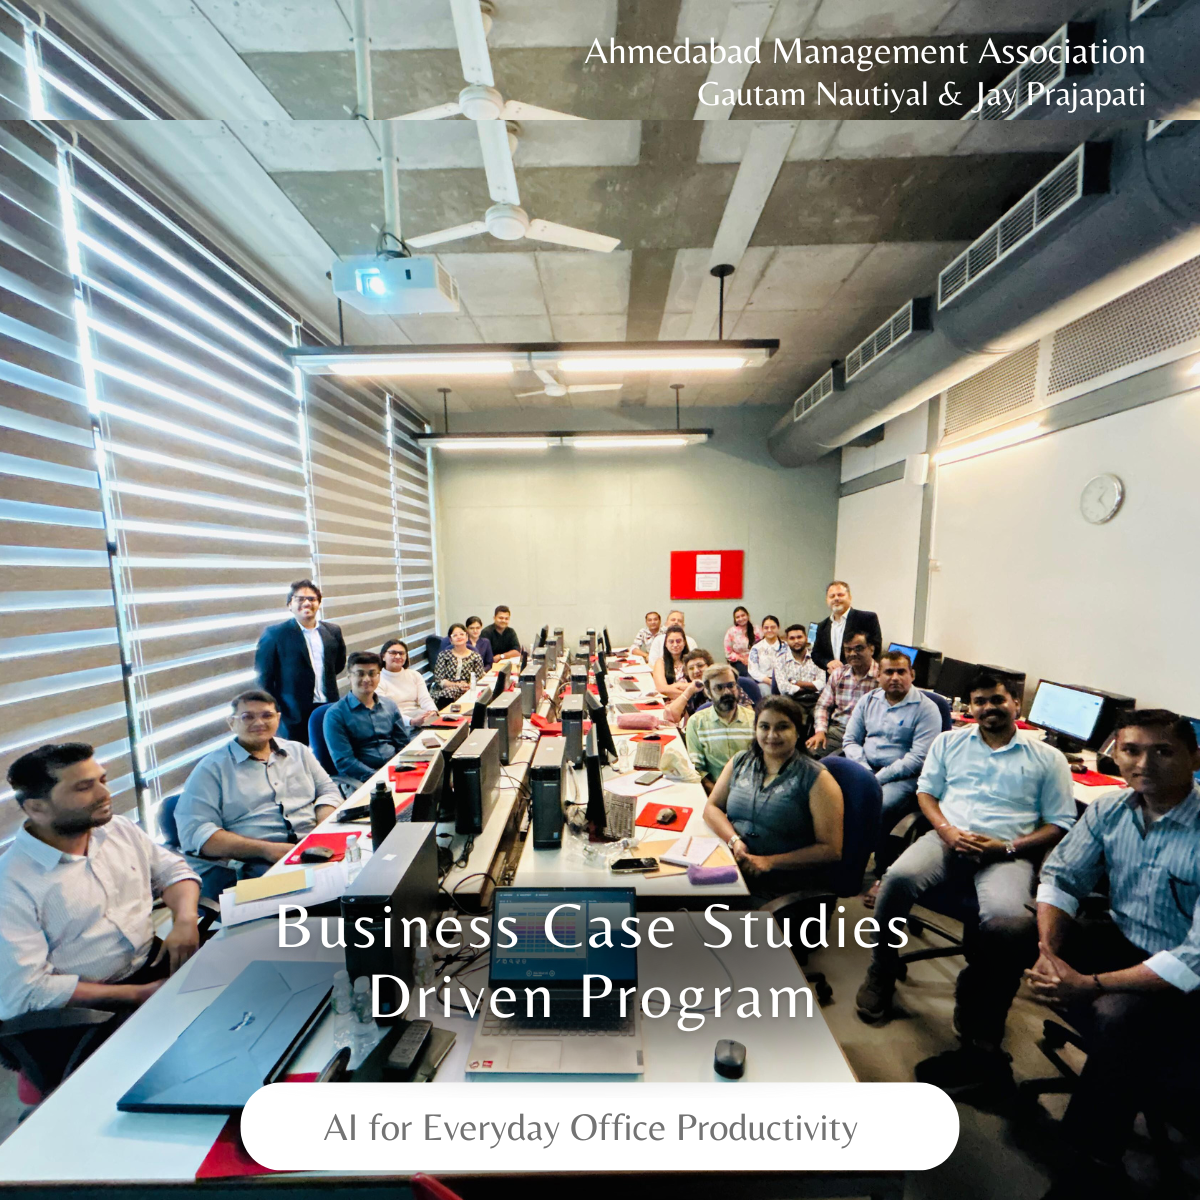 Ahmedabad Management Association
Gautam Nautiyal & Jay Prajapati
Business Case Studies
Driven Program
AI for Everyday Office Productivity